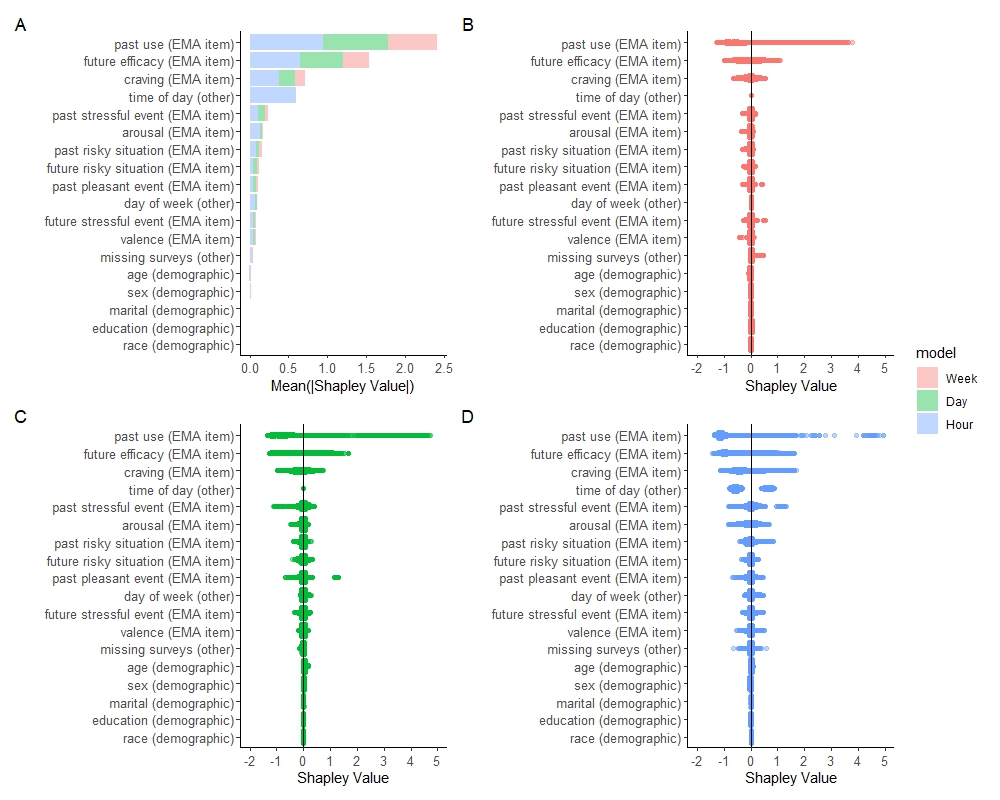 A
past use (EMA item)
future efficacy (EMA item)
craving (EMA item)
time of day (other)
past stressful event (EMA item)
arousal (EMA item)
past risky situation (EMA item)
future risky situation (EMA item)
past pleasant event (EMA item)
day of week (other)
future stressful event (EMA item)
valence (EMA item)
missing surveys (other)
age (demographic)
sex (demographic)
marital (demographic)
education (demographic)
race (demographic)
0.0 0.5 1.0 1.5 2.0 2.5
Mean(|Shapley Value|)
B
past use (EMA item)
future efficacy (EMA item)
craving (EMA item)
time of day (other)
past stressful event (EMA item)
arousal (EMA item)
past risky situation (EMA item)
future risky situation (EMA item)
past pleasant event (EMA item)
day of week (other)
future stressful event (EMA item)
valence (EMA item)
missing surveys (other)
age (demographic)
sex (demographic)
marital (demographic)
education (demographic)
race (demographic)
-2 -1 0 1 2 3 4 5
Shapley Value
model
Week
Day
Hour
C
past use (EMA item)
future efficacy (EMA item)
craving (EMA item)
time of day (other)
past stressful event (EMA item)
arousal (EMA item)
past risky situation (EMA item)
future risky situation (EMA item)
past pleasant event (EMA item)
day of week (other)
future stressful event (EMA item)
valence (EMA item)
missing surveys (other)
age (demographic)
sex (demographic)
marital (demographic)
education (demographic)
race (demographic)
-2 -1 0 1 2 3 4 5
Shapley Value
D
past use (EMA item)
future efficacy (EMA item)
craving (EMA item)
time of day (other)
past stressful event (EMA item)
arousal (EMA item)
past risky situation (EMA item)
future risky situation (EMA item)
past pleasant event (EMA item)
day of week (other)
future stressful event (EMA item)
valence (EMA item)
missing surveys (other)
age (demographic)
sex (demographic)
marital (demographic)
education (demographic)
race (demographic)
-2 -1 0 1 2 3 4 5
Shapley Value